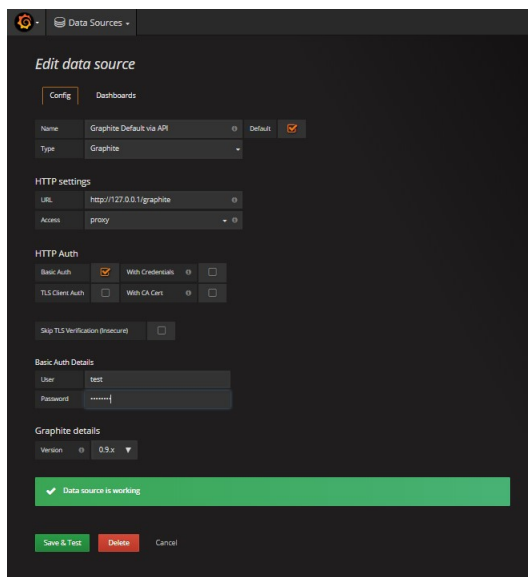 Data Sources
Edit data source
Config Dashboards
Name Graphite Default via API Default
Type Graphite
HTTP settings
URL http://127.0.0.1/graphite
Access proxy
HTTP Auth
Basic Auth With Credentials
TLS Client Auth With CA Cert
Skip TLS Verification (Insecure)
Basic Auth Details
User test
Password ········
Graphite details
Version 0.9.x
Data source is working
Save & Test Delete Cancel